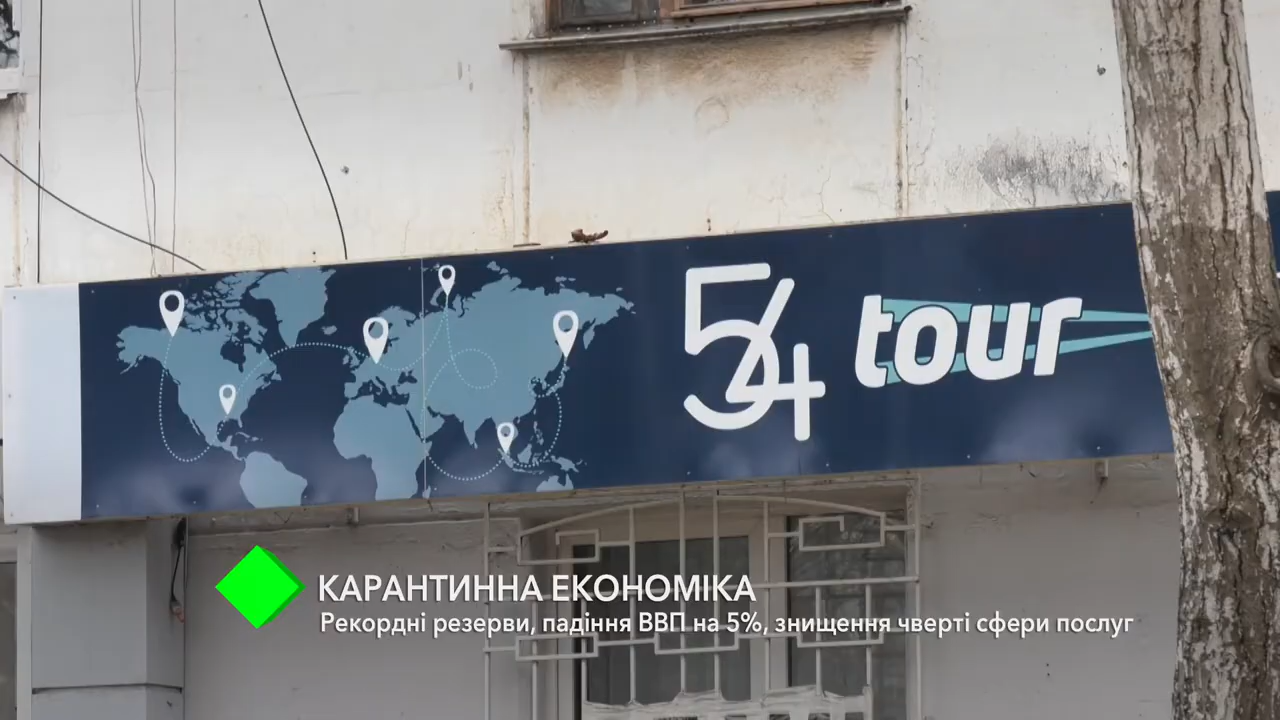 54 tour
КАРАНТИННА ЕКОНОМІКА
Рекордні резерви, падіння ВВП на 5%, знищення чверті сфери послуг